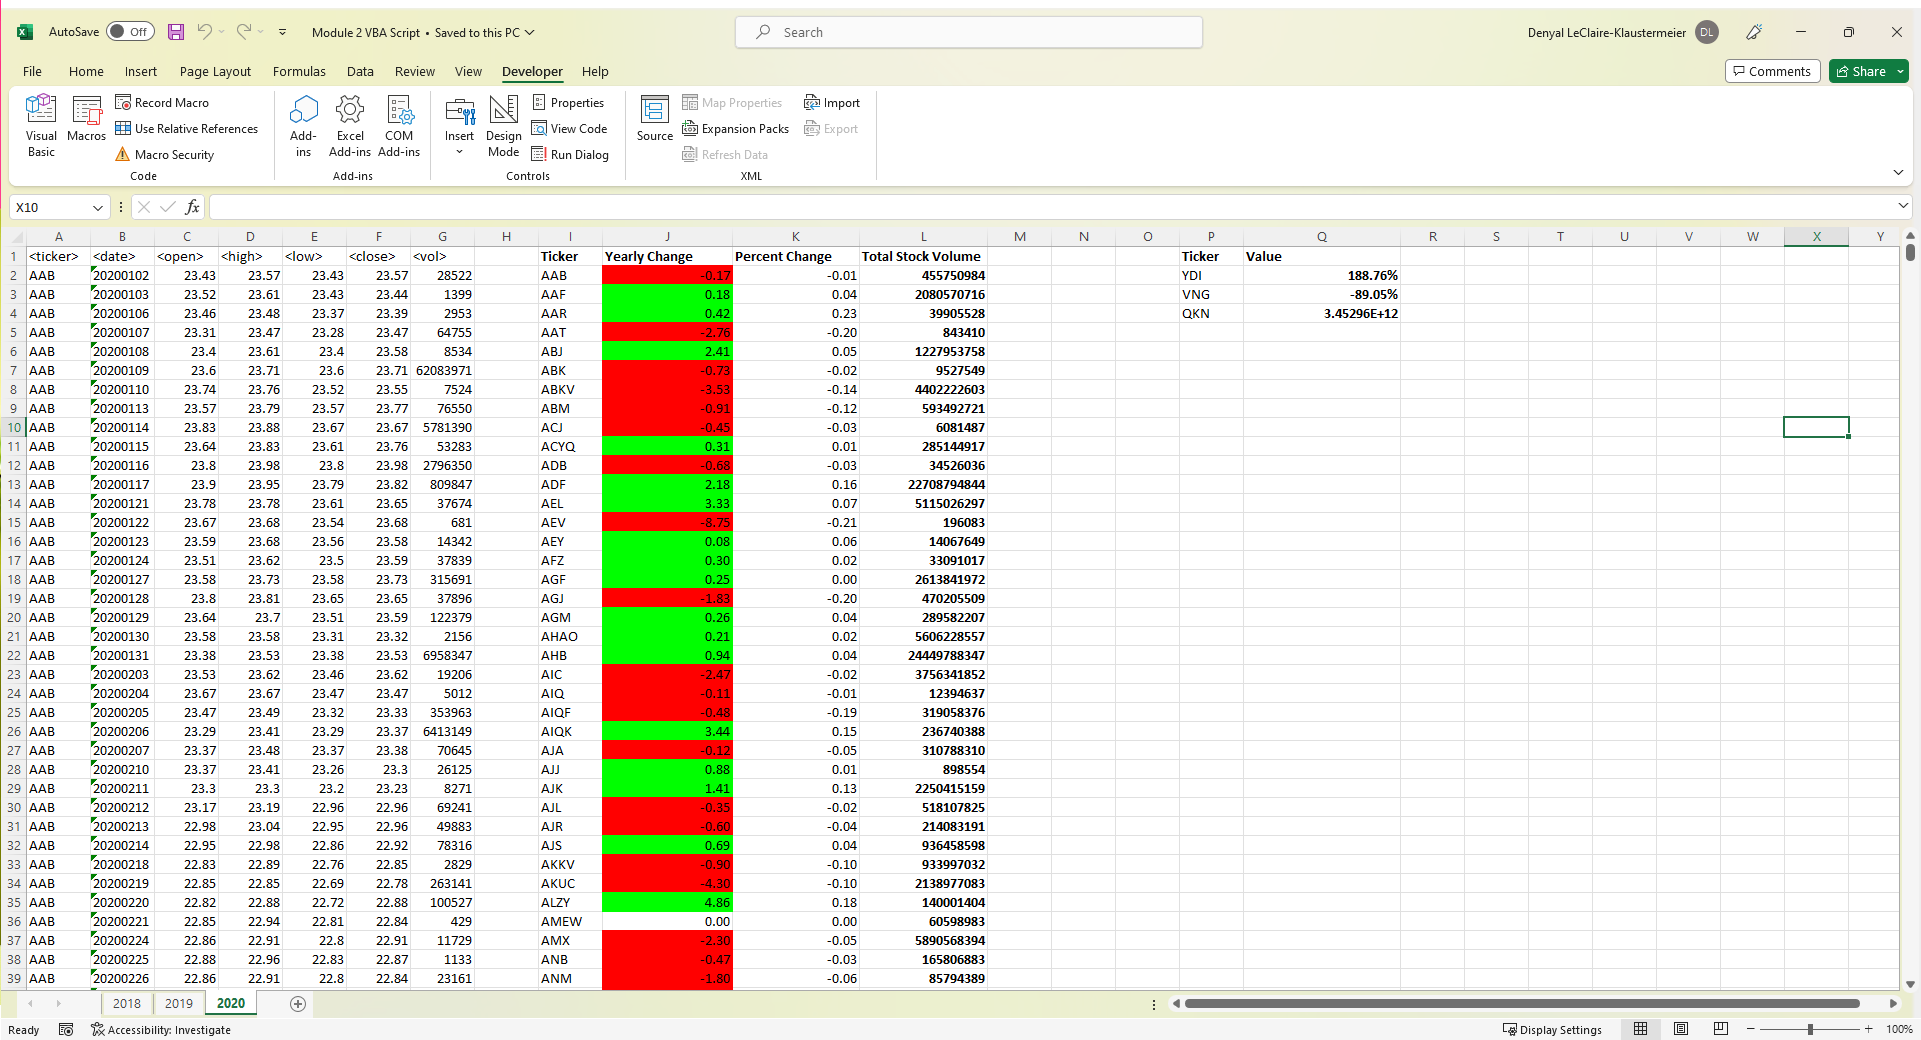 AutoSave Off Module 2 VBA Script • Saved to this PC Search Denyal LeClaire-Klaustermeier DL
File Home Insert Page Layout Formulas Data Review View Developer Help Comments Share
Visual Basic Macros Record Macro Use Relative References Macro Security Code
Add-ins Excel Add-ins COM Add-ins Add-ins
Insert Design Mode Properties View Code Run Dialog Controls
Source Map Properties Expansion Packs Refresh Data Import Export XML
X10 fx
A B C D E F G H I J K L M N O P Q R S T U V W X Y
1 <ticker> <date> <open> <high> <low> <close> <vol> Ticker Yearly Change Percent Change Total Stock Volume Ticker Value
2 AAB 20200102 23.43 23.57 23.43 23.57 28522 AAB -0.17 -0.01 455750984 YDI 188.76%
3 AAB 20200103 23.52 23.61 23.43 23.44 1399 AAF 0.18 0.04 2080570716 VNG -89.05%
4 AAB 20200106 23.46 23.48 23.37 23.39 2953 AAR 0.42 0.23 39905528 QKN 3.45296E+12
5 AAB 20200107 23.31 23.47 23.28 23.47 64755 AAT -2.76 -0.20 843410
6 AAB 20200108 23.4 23.61 23.4 23.58 8534 ABJ 2.41 0.05 1227953758
7 AAB 20200109 23.6 23.71 23.6 23.71 62083971 ABK -0.73 -0.02 9527549
8 AAB 20200110 23.74 23.76 23.52 23.55 7524 ABKV -3.53 -0.14 4402222603
9 AAB 20200113 23.57 23.79 23.57 23.77 76550 ABM -0.91 -0.12 593492721
10 AAB 20200114 23.83 23.88 23.67 23.67 5781390 ACJ -0.45 -0.03 6081487
11 AAB 20200115 23.64 23.83 23.61 23.76 53283 ACYQ 0.31 0.01 285144917
12 AAB 20200116 23.8 23.98 23.8 23.98 2796350 ADB -0.68 -0.03 34526036
13 AAB 20200117 23.9 23.95 23.79 23.82 809847 ADF 2.18 0.16 22708794844
14 AAB 20200121 23.78 23.78 23.61 23.65 37674 AEL 3.33 0.07 5115026297
15 AAB 20200122 23.67 23.68 23.54 23.68 681 AEV -8.75 -0.21 196083
16 AAB 20200123 23.59 23.68 23.56 23.58 14342 AEY 0.08 0.06 14067649
17 AAB 20200124 23.51 23.62 23.5 23.59 37839 AFZ 0.30 0.02 33091017
18 AAB 20200127 23.58 23.73 23.58 23.73 315691 AGF 0.25 0.00 2613841972
19 AAB 20200128 23.8 23.81 23.65 23.65 37896 AGJ -1.83 -0.20 470205509
20 AAB 20200129 23.64 23.7 23.51 23.59 122379 AGM 0.26 0.04 289582207
21 AAB 20200130 23.58 23.58 23.31 23.32 2156 AHAO 0.21 0.02 5606228557
22 AAB 20200131 23.38 23.53 23.38 23.53 6958347 AHB 0.94 0.04 24449788347
23 AAB 20200203 23.53 23.62 23.46 23.62 19206 AIC -2.47 -0.02 3756341852
24 AAB 20200204 23.67 23.67 23.47 23.47 5012 AIQ -0.11 -0.01 12394637
25 AAB 20200205 23.47 23.49 23.32 23.33 353963 AIQF -0.48 -0.19 319058376
26 AAB 20200206 23.29 23.41 23.29 23.37 6413149 AIQK 3.44 0.15 236740388
27 AAB 20200207 23.37 23.48 23.37 23.38 70645 AJA -0.12 -0.05 310788310
28 AAB 20200210 23.37 23.41 23.26 23.3 26125 AJJ 0.88 0.01 898554
29 AAB 20200211 23.3 23.3 23.2 23.23 8271 AJK 1.41 0.13 2250415159
30 AAB 20200212 23.17 23.19 22.96 22.96 69241 AJL -0.35 -0.02 518107825
31 AAB 20200213 22.98 23.04 22.95 22.96 49883 AJR -0.60 -0.04 214083191
32 AAB 20200214 22.95 22.98 22.86 22.92 78316 AJS 0.69 0.04 936458598
33 AAB 20200218 22.83 22.89 22.76 22.85 2829 AKKV -0.90 -0.10 933997032
34 AAB 20200219 22.85 22.85 22.69 22.78 263141 AKUC -4.30 -0.10 2138977083
35 AAB 20200220 22.82 22.88 22.72 22.88 100527 ALZY 4.86 0.18 140001404
36 AAB 20200221 22.85 22.94 22.81 22.84 429 AMEW 0.00 0.00 60598983
37 AAB 20200224 22.86 22.91 22.8 22.91 11729 AMX -2.30 -0.05 5890568394
38 AAB 20200225 22.88 22.96 22.83 22.87 1133 ANB -0.47 -0.03 165806883
39 AAB 20200226 22.86 22.91 22.8 22.84 23161 ANM -1.80 -0.06 85794389
2018 2019 2020
Ready Accessibility: Investigate Display Settings 100%